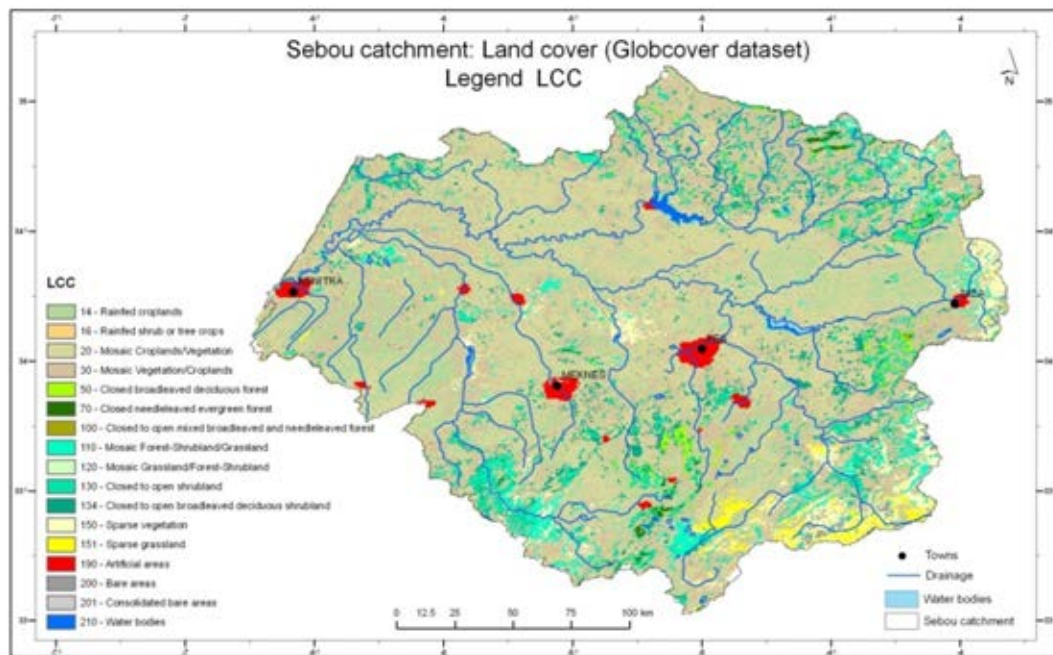 Sebou catchment: Land cover (Globcover dataset)
Legend LCC
N
MEKNES
LCC
14 - Rainfed croplands
16 - Rainfed shrub or tree crops
20 - Mosaic Croplands/Vegetation
30 - Mosaic Vegetation/Croplands
50 - Closed broadleaved deciduous forest
70 - Closed needleleaved evergreen forest
100 - Closed to open mixed broadleaved and needleleaved forest
110 - Mosaic Forest-Shrubland/Grassland
120 - Mosaic Grassland/Forest-Shrubland
130 - Closed to open shrubland
134 - Closed to open broadleaved deciduous shrubland
150 - Sparse vegetation
151 - Sparse grassland
190 - Artificial areas
200 - Bare areas
201 - Consolidated bare areas
210 - Water bodies
Towns
Drainage
Water bodies
Sebou catchment
0 12.5 25 50 75 100 km